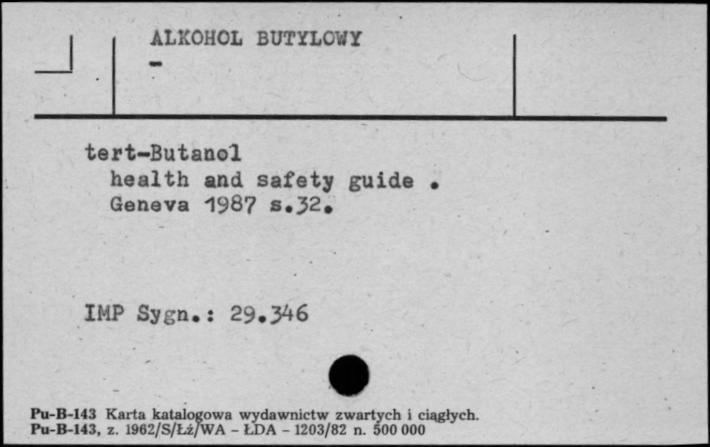 ALKOHOL BUTYLOWY
-
tert-Butanol
health and safety guide .
Geneva 1987 s.32.
IMP Sygn.: 29.346
Pu-B-143 Karta katalogowa wydawnictw zwartych i ciągłych.
Pu-B-143, z. 1962/S/Łź/WA – ŁDA – 1203/82 n. 500 000